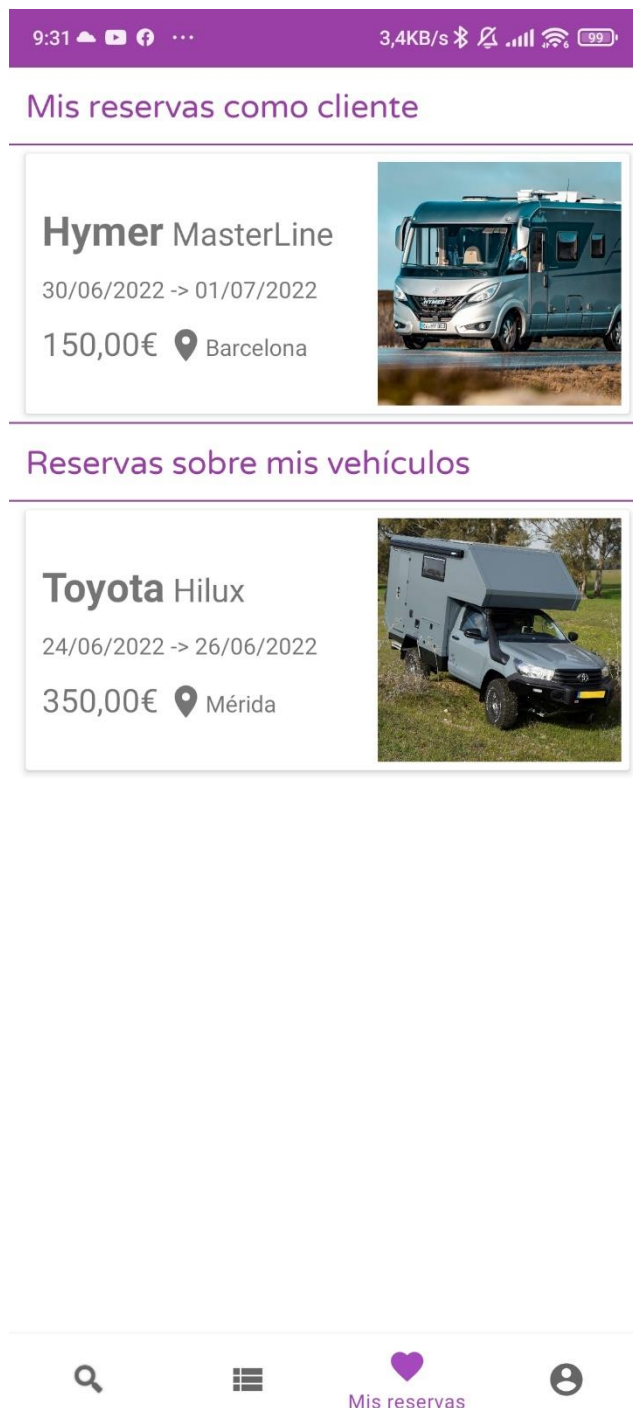 9:31 ... 3,4KB/s 99
Mis reservas como cliente
Hymer MasterLine
30/06/2022 -> 01/07/2022
150,00€ Barcelona
HYMER
Reservas sobre mis vehículos
Toyota Hilux
24/06/2022 -> 26/06/2022
350,00€ Mérida
Mis reservas